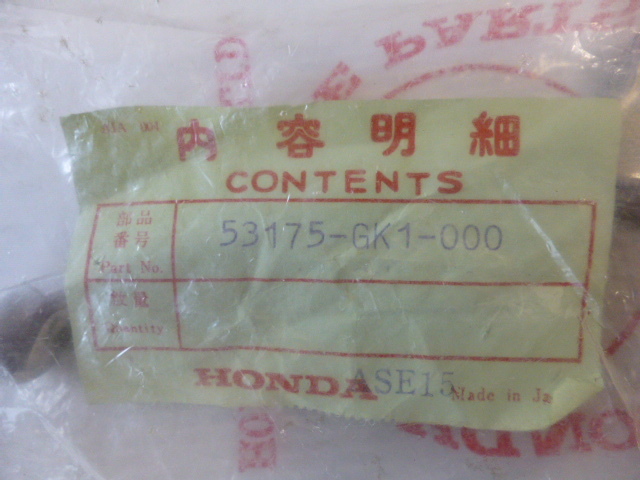 内容明細
CONTENTS
部品
番号
Part No.
53175-GK1-000
数量
Quantity
HONDA ASE15 Made in Ja
PARTS